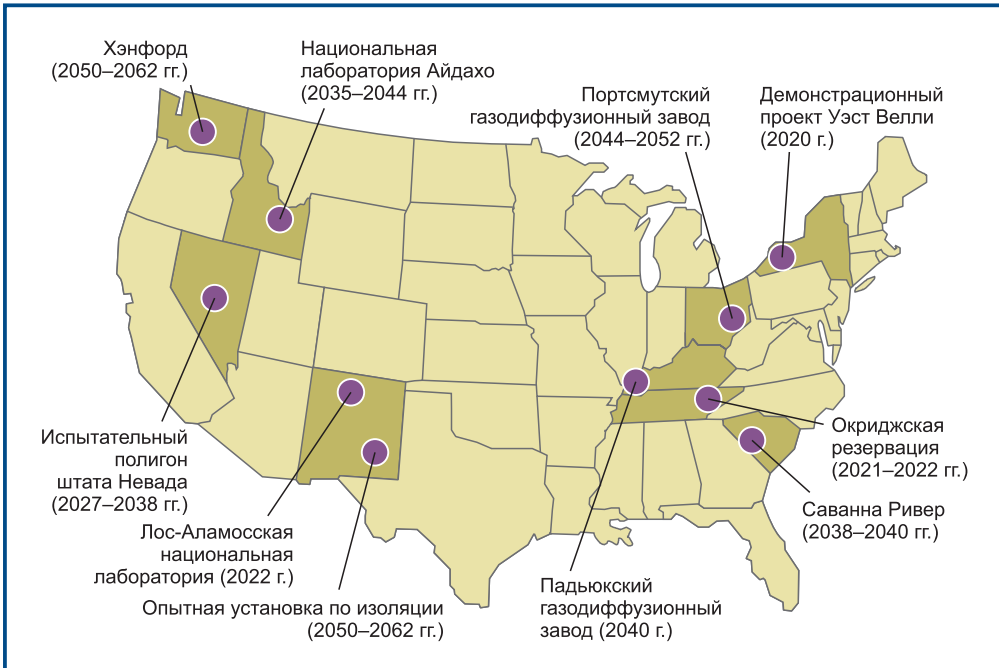 Хэнфорд
(2050–2062 гг.)
Национальная
лаборатория Айдахо
(2035–2044 гг.)
Портсмутский
газодиффузионный завод
(2044–2052 гг.)
Демонстрационный
проект Уэст Велли
(2020 г.)
Испытательный
полигон
штата Невада
(2027–2038 гг.)
Лос-Аламосская
национальная
лаборатория (2022 г.)
Опытная установка по изоляции
(2050–2062 гг.)
Падьюкский
газодиффузионный
завод (2040 г.)
Окриджская
резервация
(2021–2022 гг.)
Саванна Ривер
(2038–2040 гг.)